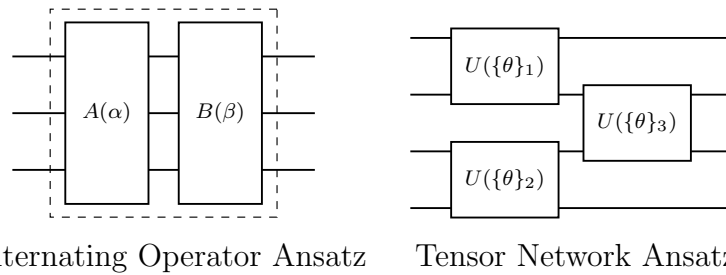 A(α) B(β)
U({θ}₁)
U({θ}₂)
U({θ}₃)
lternating Operator Ansatz
Tensor Network Ansatz